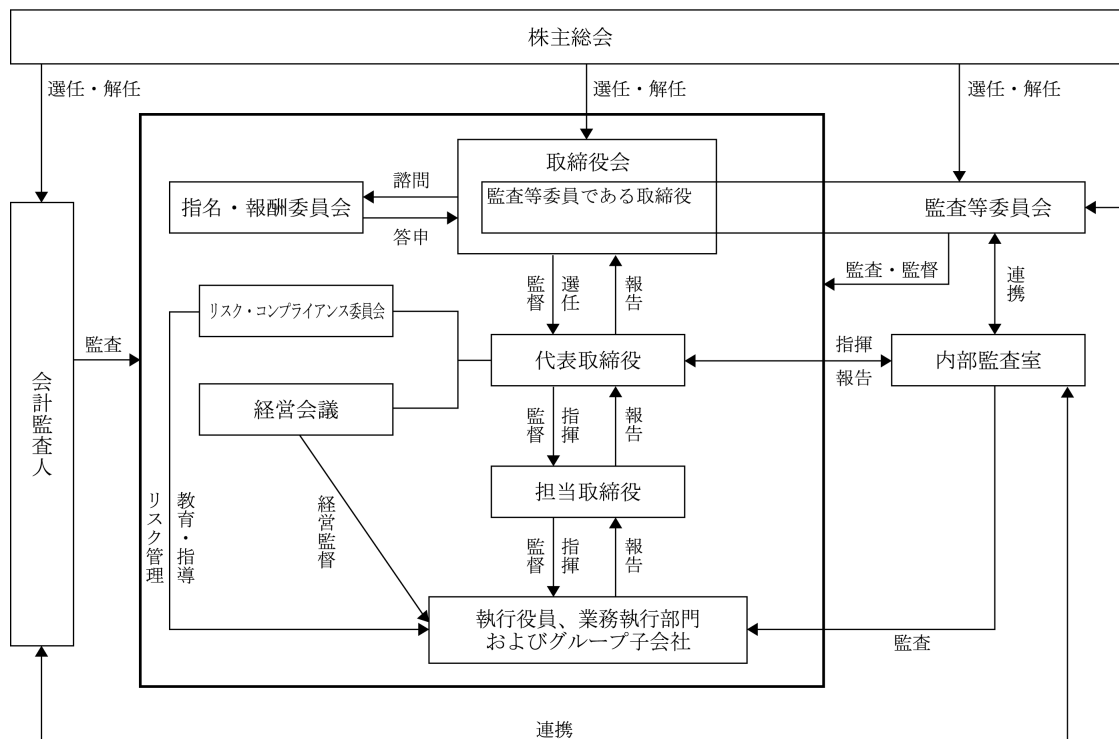 株主総会
選任・解任
選任・解任
選任・解任
取締役会
監査等委員である取締役
監査等委員会
諮問
指名・報酬委員会
答申
監査・監督
連携
監督
選任
報告
リスク・コンプライアンス委員会
監査
代表取締役
指揮
報告
内部監査室
経営会議
会計監査人
監督
指揮
報告
担当取締役
リスク管理
教育・指導
経営監督
監督
指揮
報告
執行役員、業務執行部門
およびグループ子会社
監査
連携